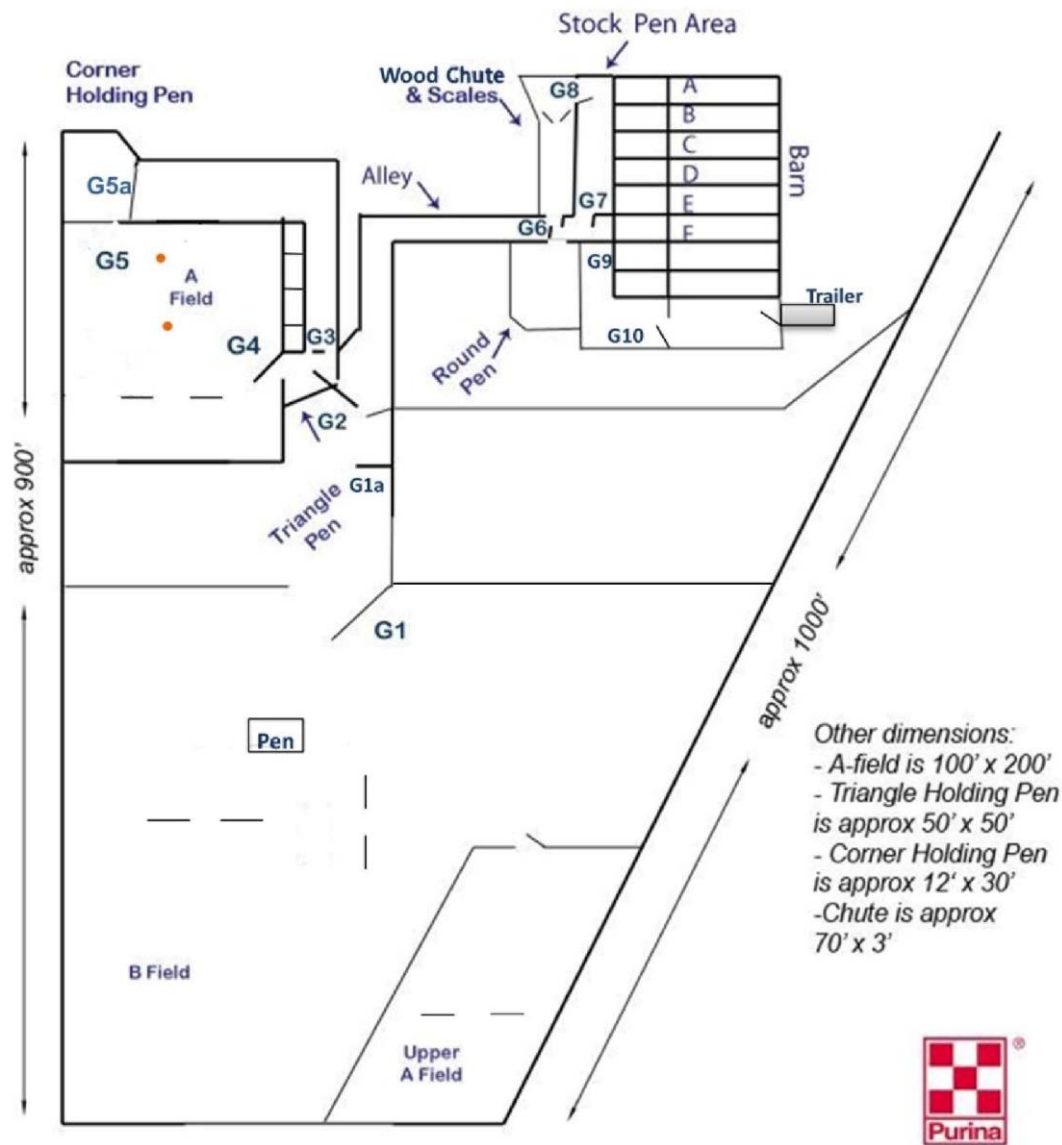 Stock Pen Area
Corner
Holding Pen
Wood Chute
& Scales
G8
A
B
C
D
E
F
Barn
G5a
Alley
G7
G6
G5
A
Field
G9
Trailer
G4
G3
G10
Round
Pen
G2
G1a
Triangle
Pen
approx 900'
G1
approx 1000'
Pen
Other dimensions:
- A-field is 100' x 200'
- Triangle Holding Pen
is approx 50' x 50'
- Corner Holding Pen
is approx 12' x 30'
-Chute is approx
70' x 3'
B Field
Upper
A Field
®
Purina